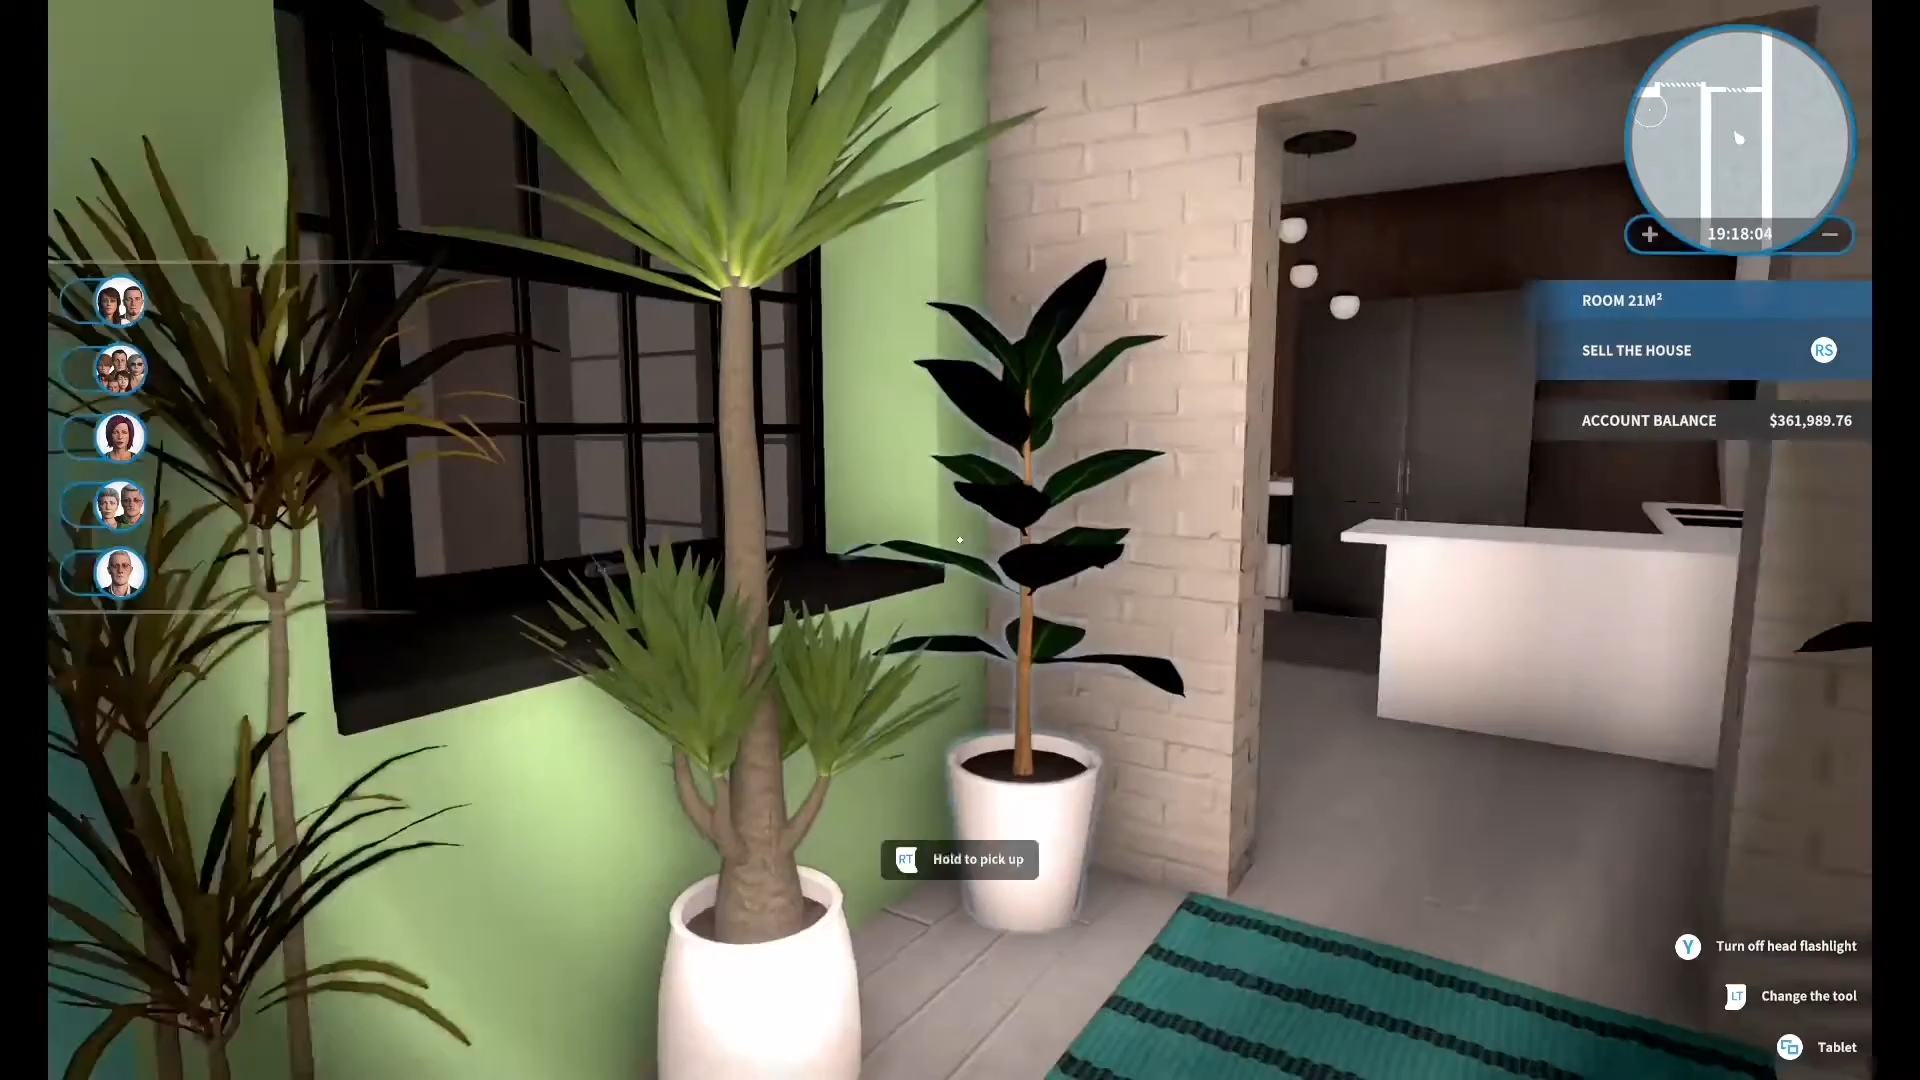 + 19:18:04 −
ROOM 21M²
SELL THE HOUSE RS
ACCOUNT BALANCE $361,989.76
RT Hold to pick up
Y Turn off head flashlight
LT Change the tool
Tablet